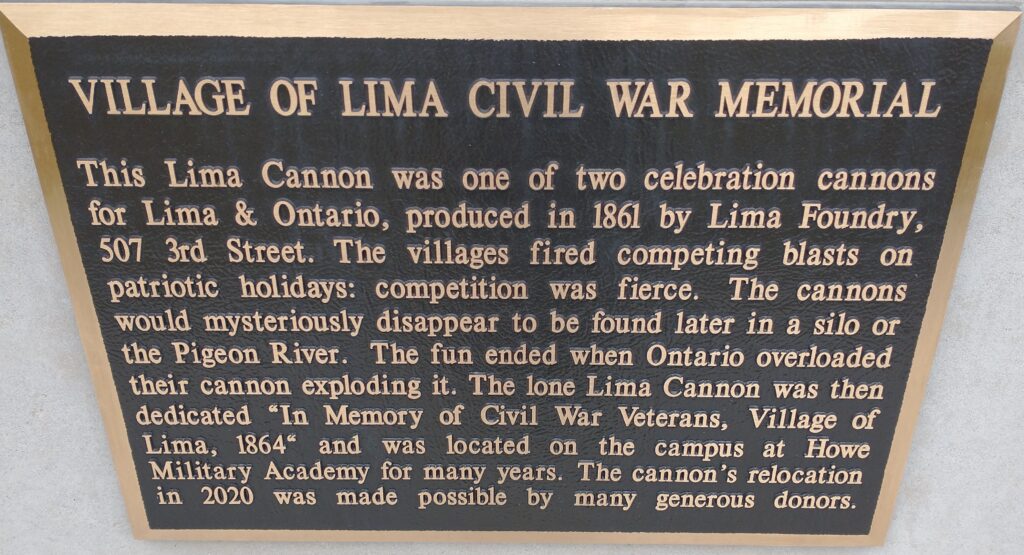 VILLAGE OF LIMA CIVIL WAR MEMORIAL
This Lima Cannon was one of two celebration cannons
for Lima & Ontario, produced in 1861 by Lima Foundry,
507 3rd Street. The villages fired competing blasts on
patriotic holidays: competition was fierce. The cannons
would mysteriously disappear to be found later in a silo or
the Pigeon River. The fun ended when Ontario overloaded
their cannon exploding it. The lone Lima Cannon was then
dedicated “In Memory of Civil War Veterans, Village of
Lima, 1864“ and was located on the campus at Howe
Military Academy for many years. The cannon’s relocation
in 2020 was made possible by many generous donors.